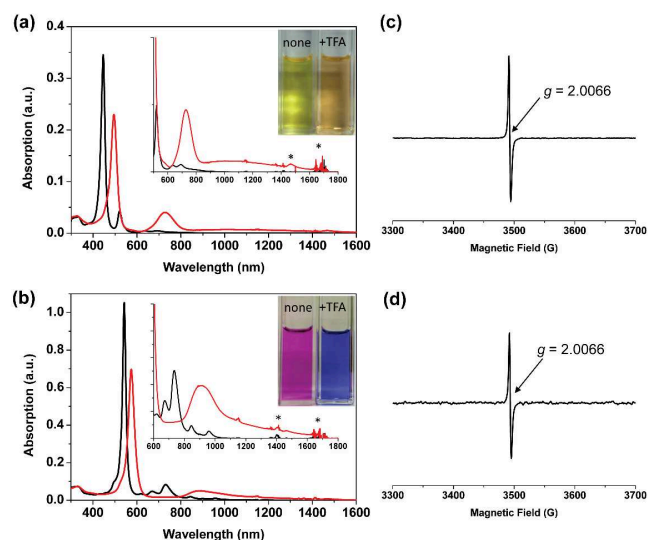 (a)
0.4
0.3
0.2
0.1
0.0
Absorption (a.u.)
400 600 800 1000 1200 1400 1600
Wavelength (nm)
none +TFA
* *
600 800 1000 1200 1400 1600 1800
(b)
1.0
0.8
0.6
0.4
0.2
0.0
Absorption (a.u.)
400 600 800 1000 1200 1400 1600
Wavelength (nm)
none +TFA
* *
600 800 1000 1200 1400 1600 1800
(c)
g = 2.0066
3300 3400 3500 3600 3700
Magnetic Field (G)
(d)
g = 2.0066
3300 3400 3500 3600 3700
Magnetic Field (G)